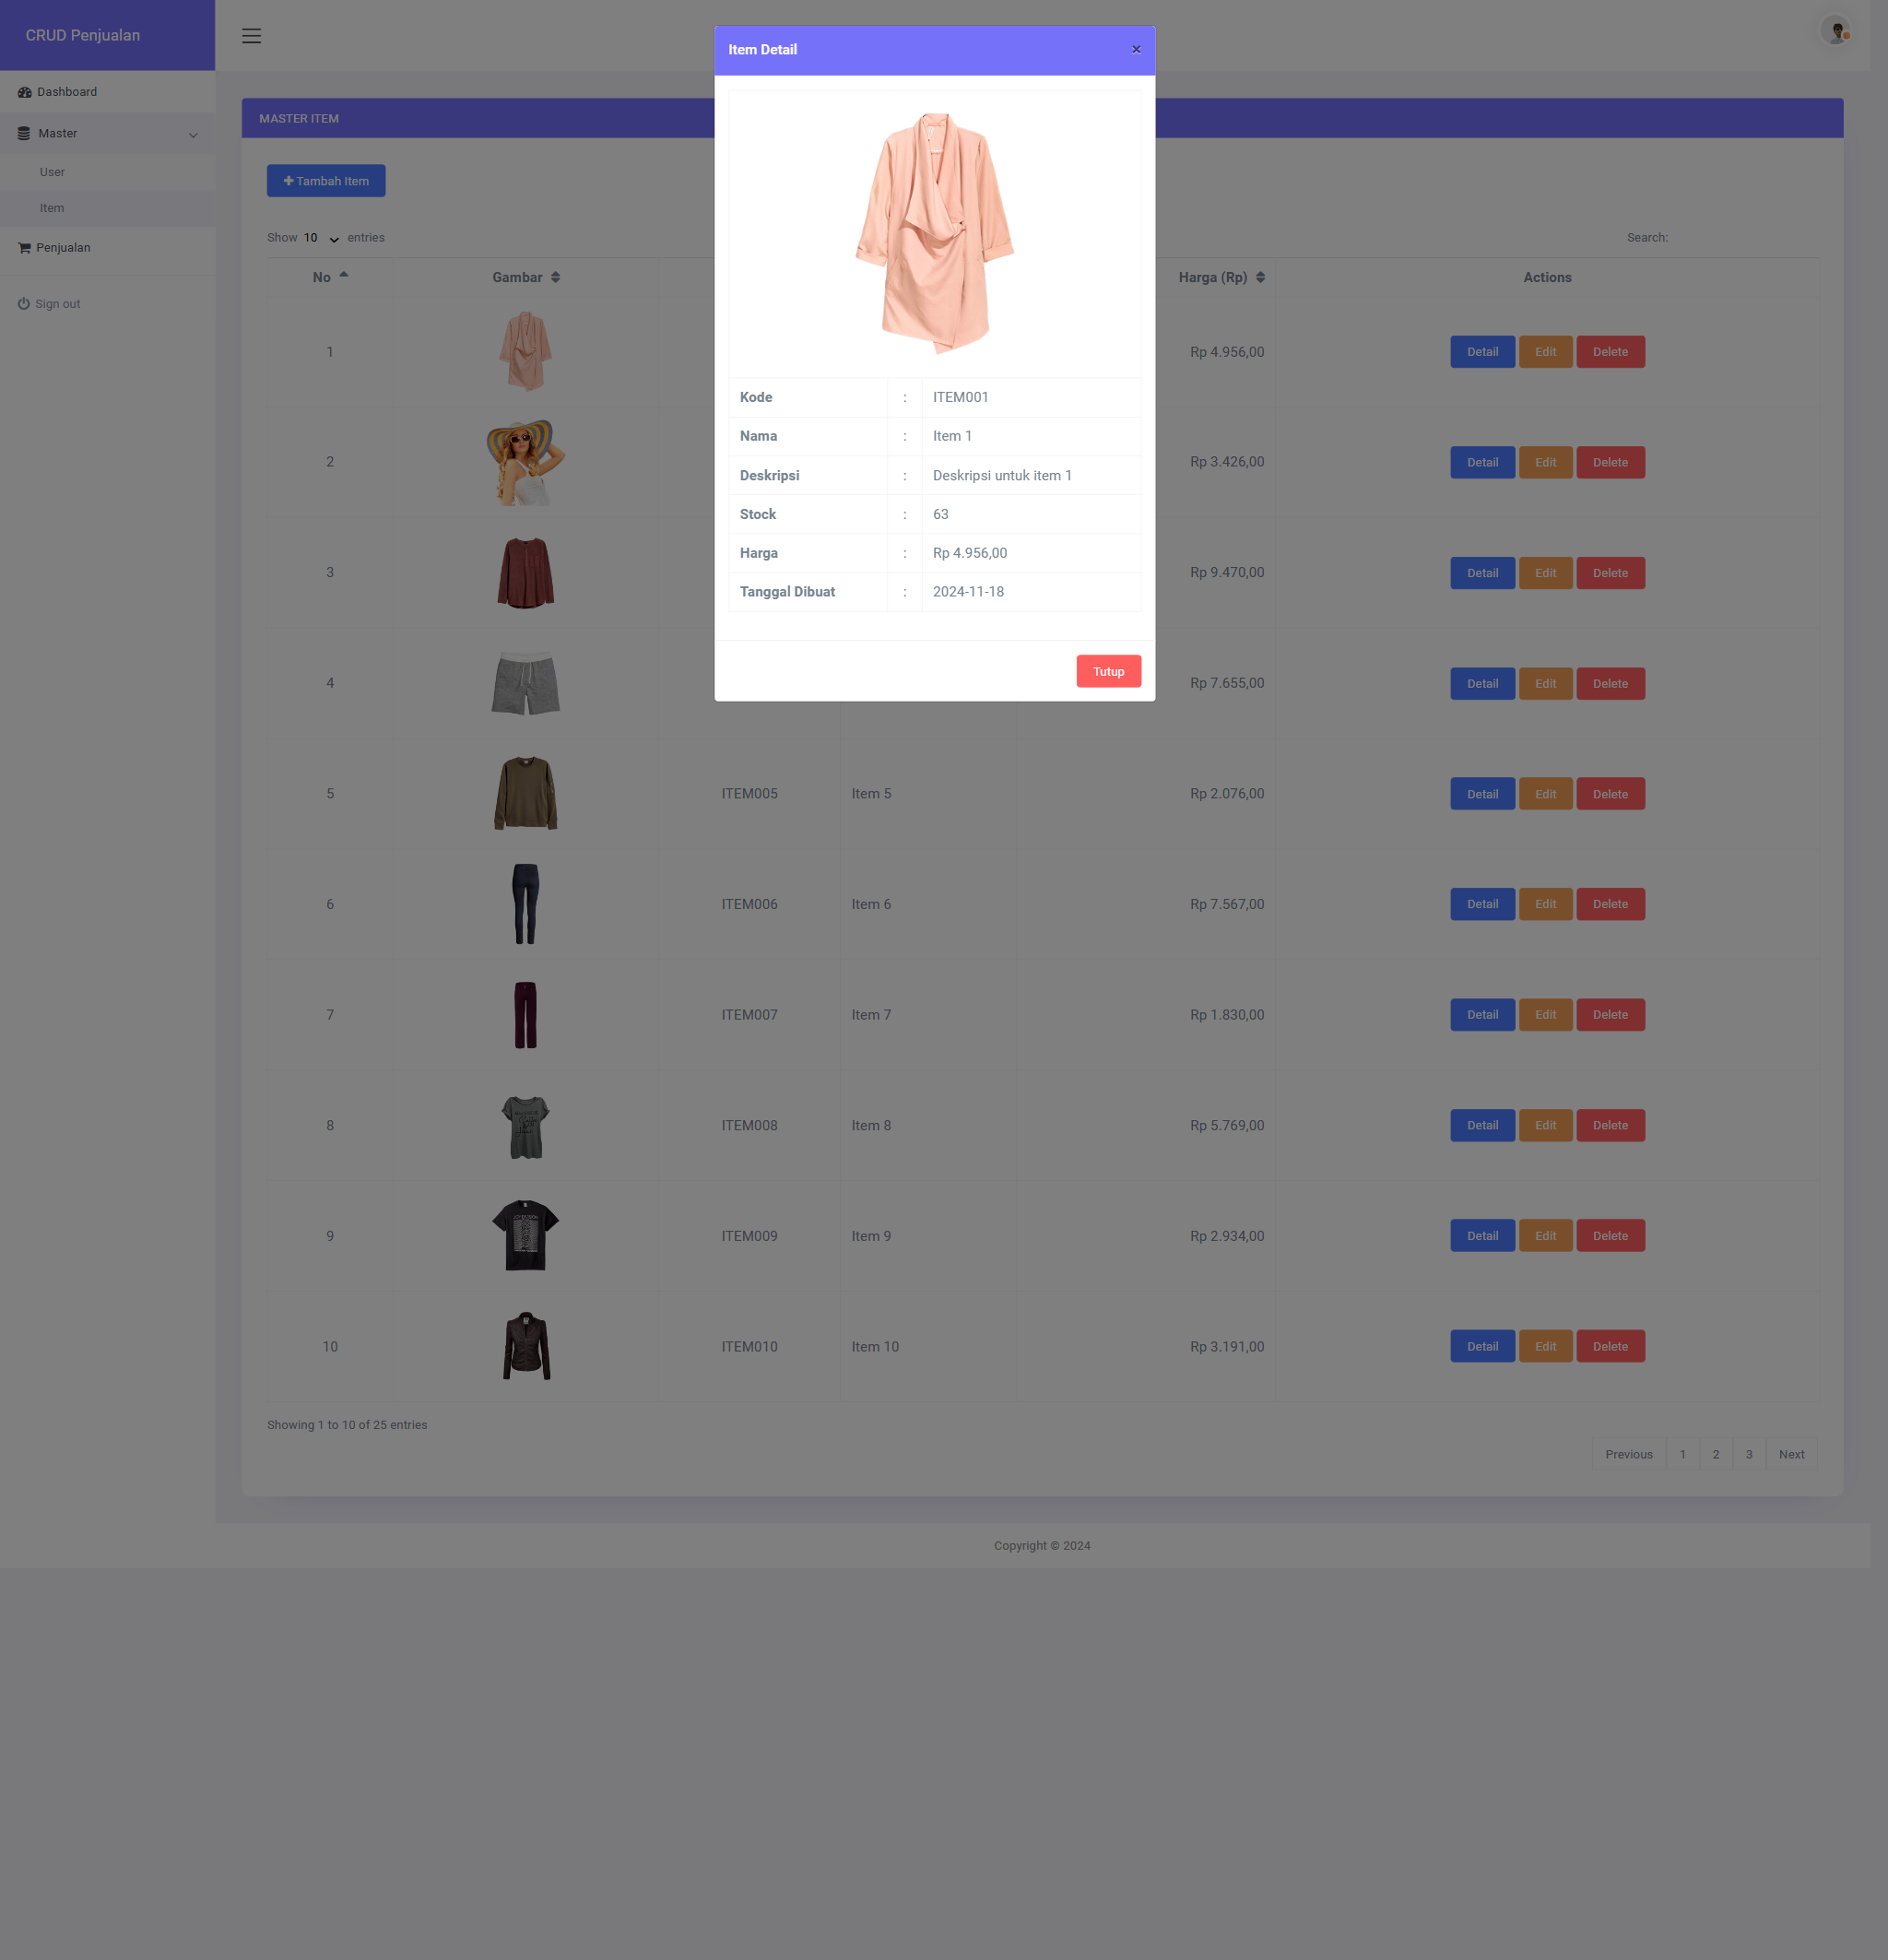 CRUD Penjualan
Dashboard
Master
User
Item
Penjualan
Sign out
MASTER ITEM
Tambah Item
Show 10 entries
Search:
No Gambar Harga (Rp) Actions
1 Rp 4.956,00 Detail Edit Delete
2 Rp 3.426,00 Detail Edit Delete
3 Rp 9.470,00 Detail Edit Delete
4 Rp 7.655,00 Detail Edit Delete
5 ITEM005 Item 5 Rp 2.076,00 Detail Edit Delete
6 ITEM006 Item 6 Rp 7.567,00 Detail Edit Delete
7 ITEM007 Item 7 Rp 1.830,00 Detail Edit Delete
8 ITEM008 Item 8 Rp 5.769,00 Detail Edit Delete
9 ITEM009 Item 9 Rp 2.934,00 Detail Edit Delete
10 ITEM010 Item 10 Rp 3.191,00 Detail Edit Delete
Showing 1 to 10 of 25 entries
Previous 1 2 3 Next
Copyright © 2024
Item Detail ×
Kode : ITEM001
Nama : Item 1
Deskripsi : Deskripsi untuk item 1
Stock : 63
Harga : Rp 4.956,00
Tanggal Dibuat : 2024-11-18
Tutup